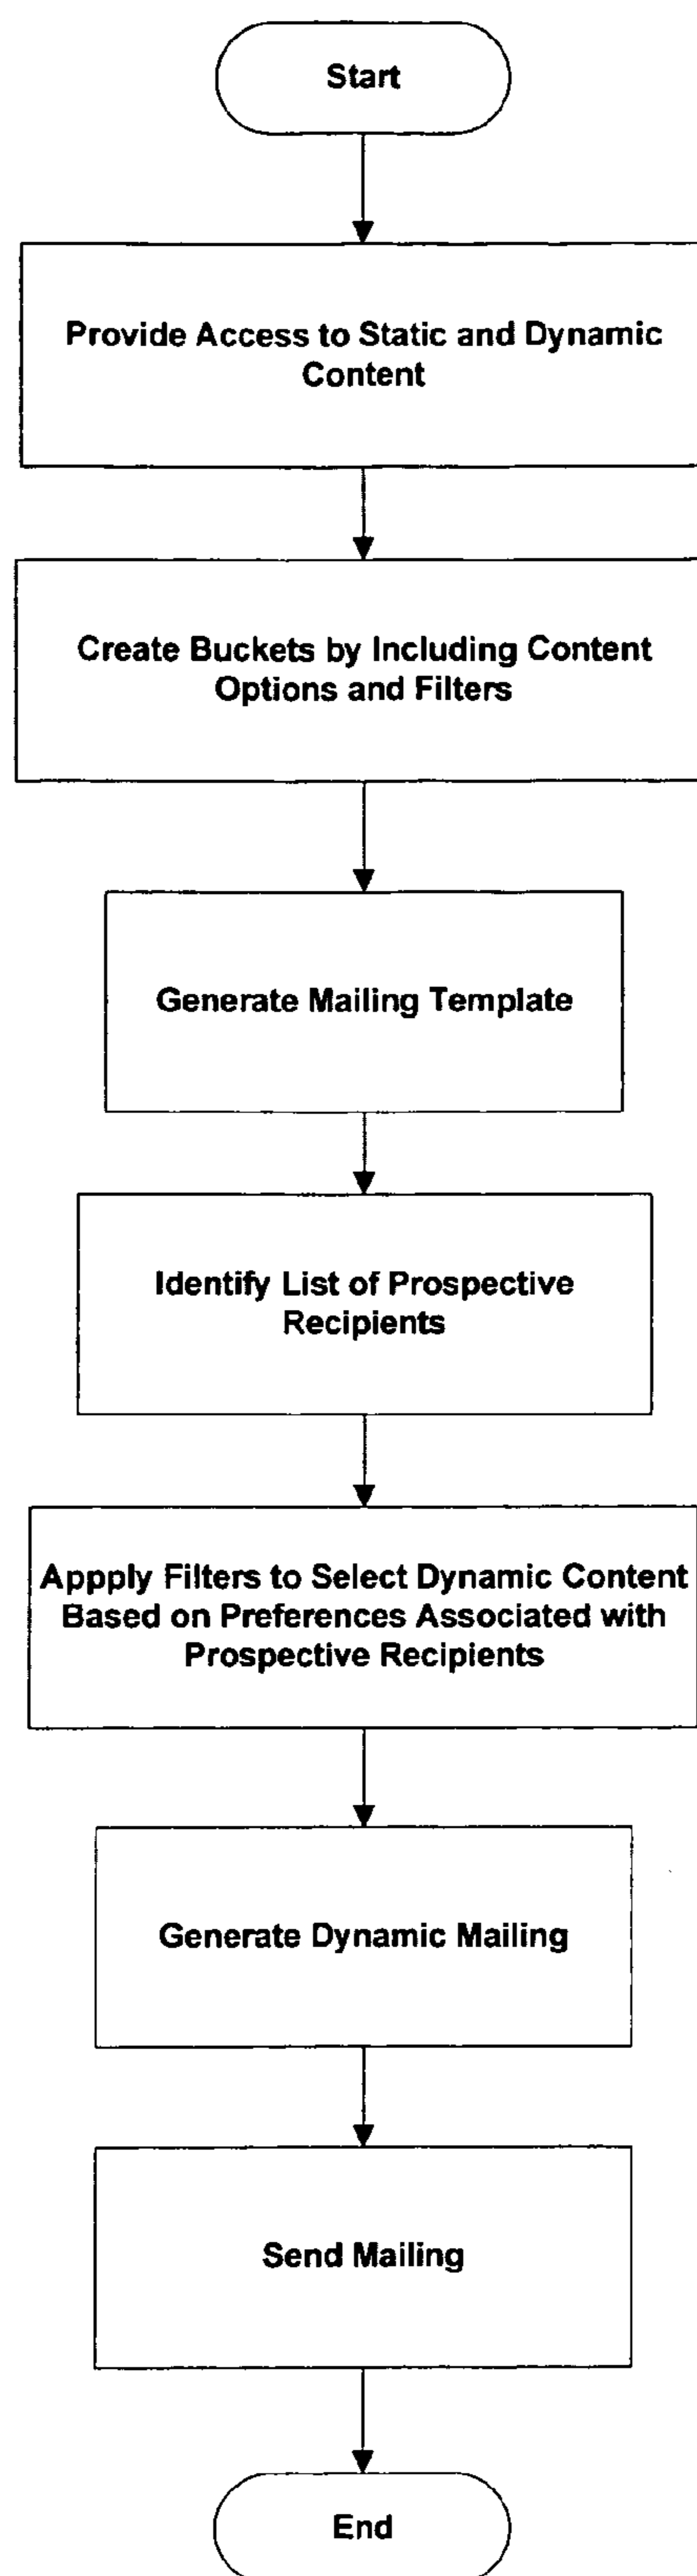 Start
Provide Access to Static and Dynamic
Content
Create Buckets by Including Content
Options and Filters
Generate Mailing Template
Identify List of Prospective
Recipients
Appply Filters to Select Dynamic Content
Based on Preferences Associated with
Prospective Recipients
Generate Dynamic Mailing
Send Mailing
End